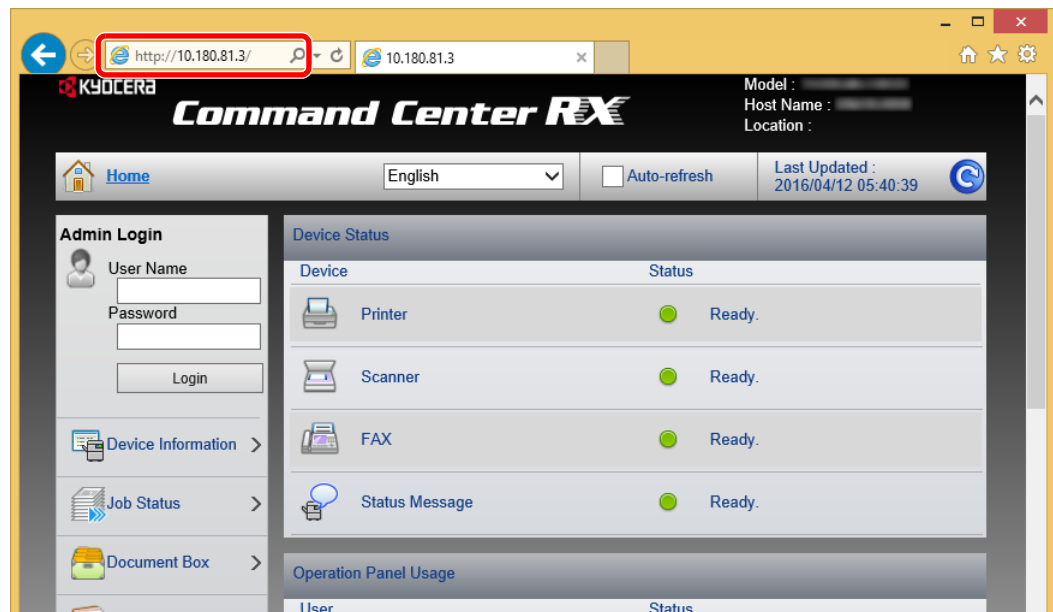 http://10.180.81.3/
10.180.81.3
KYOCERA
Command Center RX
Model :
Host Name :
Location :
Home
English
Auto-refresh
Last Updated :
2016/04/12 05:40:39
Admin Login
User Name
Password
Login
Device Information
Job Status
Document Box
Device Status
Device Status
Printer Ready.
Scanner Ready.
FAX Ready.
Status Message Ready.
Operation Panel Usage
User Status